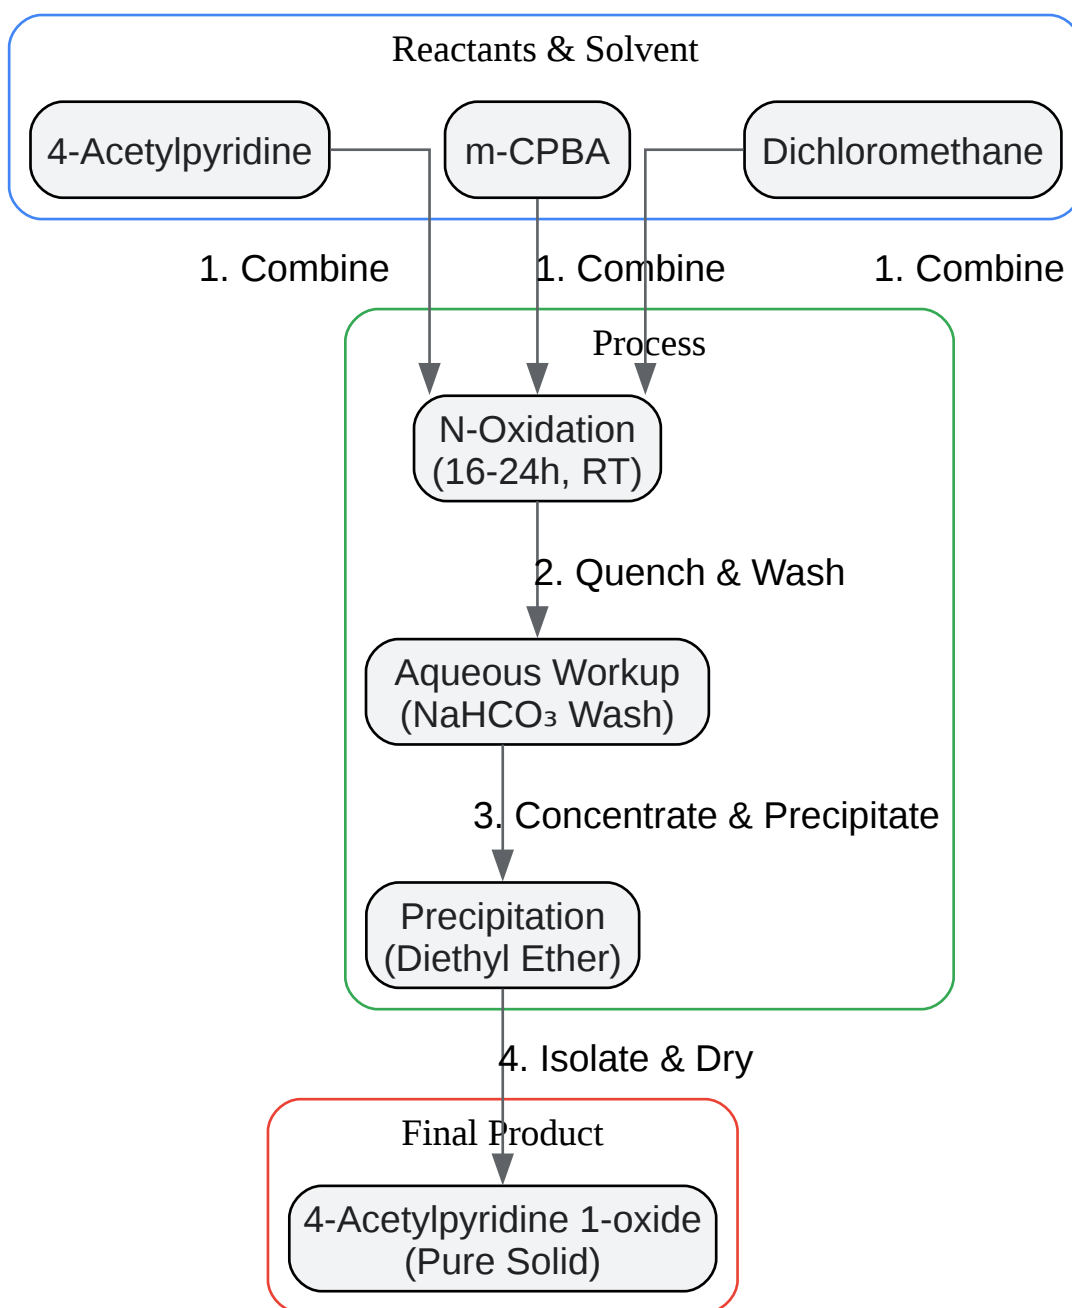 Reactants & Solvent
4-Acetylpyridine
m-CPBA
Dichloromethane
1. Combine
1. Combine
1. Combine
Process
N-Oxidation
(16-24h, RT)
2. Quench & Wash
Aqueous Workup
(NaHCO₃ Wash)
3. Concentrate & Precipitate
Precipitation
(Diethyl Ether)
4. Isolate & Dry
Final Product
4-Acetylpyridine 1-oxide
(Pure Solid)